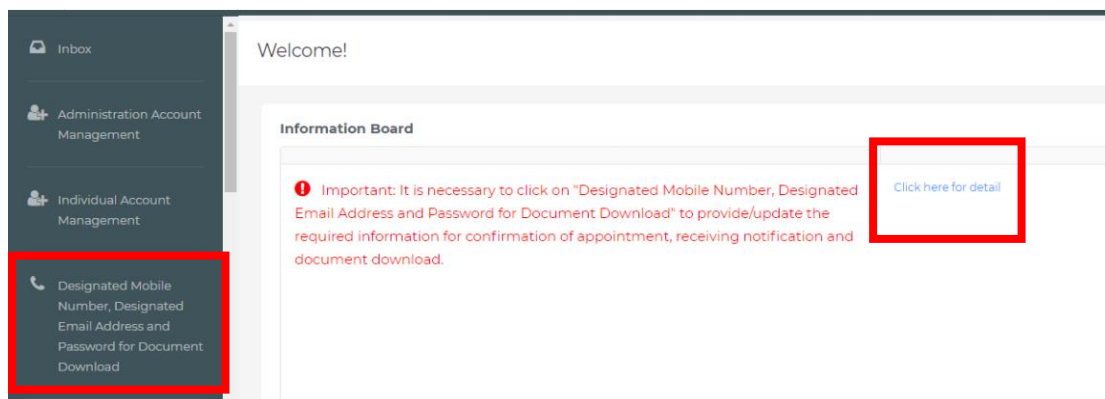 Inbox
Administration Account
Management
Individual Account
Management
Designated Mobile
Number, Designated
Email Address and
Password for Document
Download
Welcome!
Information Board
Important: It is necessary to click on "Designated Mobile Number, Designated
Email Address and Password for Document Download" to provide/update the
required information for confirmation of appointment, receiving notification and
document download.
Click here for detail